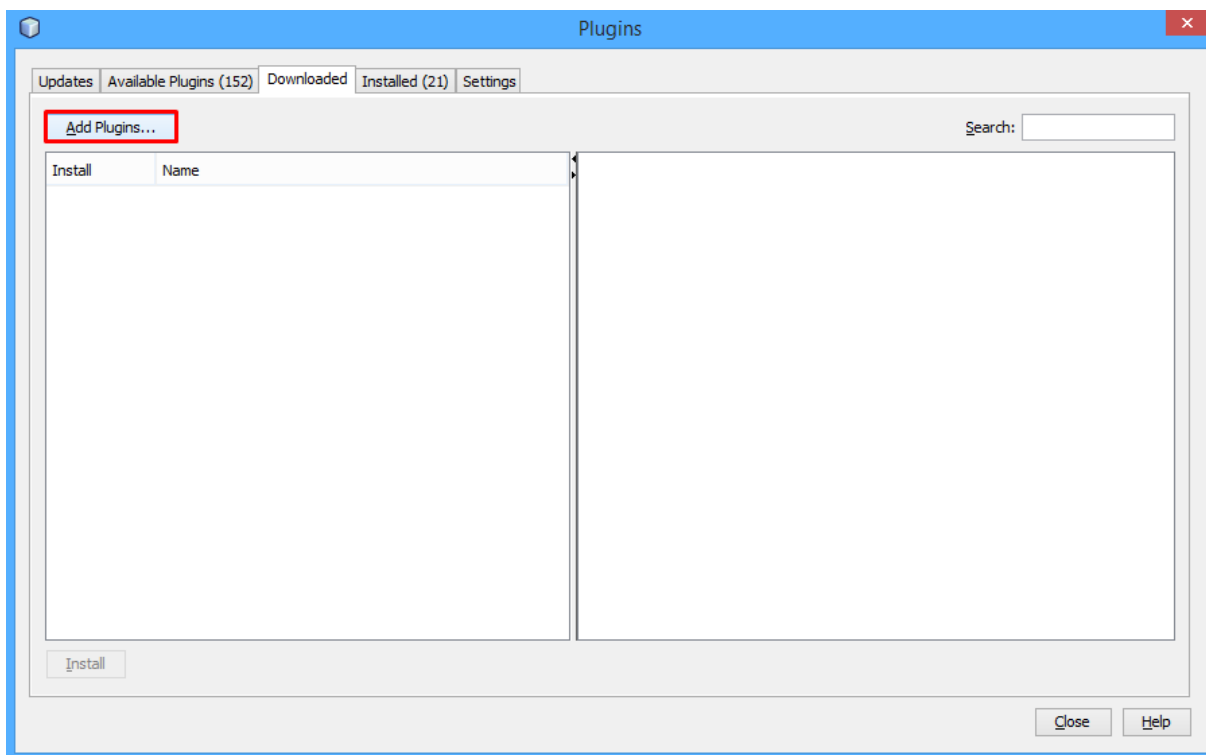 Plugins
Updates Available Plugins (152) Downloaded Installed (21) Settings
Add Plugins... Search:
Install Name
Install
Close Help